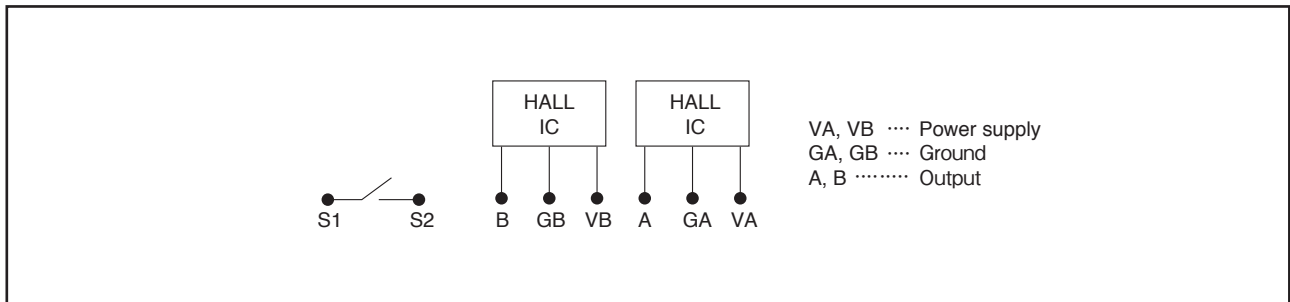 HALL
IC
HALL
IC
VA, VB ···· Power supply
GA, GB ···· Ground
A, B ········· Output
S1 S2 B GB VB A GA VA